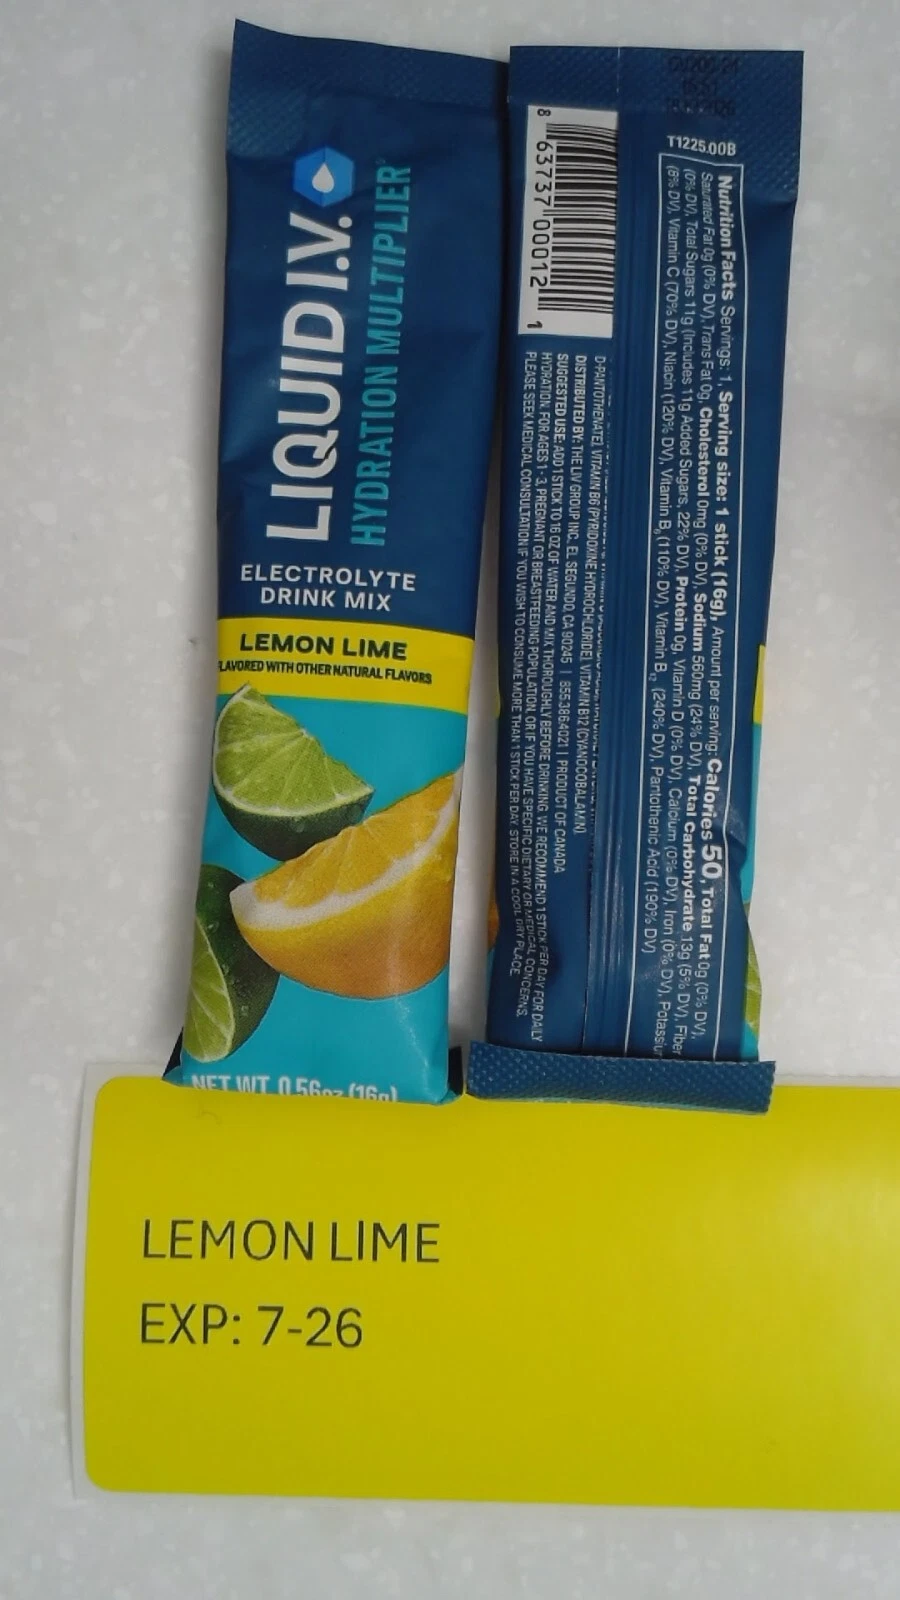 LIQUID I.V.
HYDRATION MULTIPLIER
ELECTROLYTE
DRINK MIX
LEMON LIME
FLAVORED WITH OTHER NATURAL FLAVORS
NET WT. 0.56oz (16g)
T1225.00B
Nutrition Facts Servings: 1, Serving size: 1 stick (16g), Amount per serving: Calories 50, Total Fat 0g (0% DV),
Saturated Fat 0g (0% DV), Trans Fat 0g, Cholesterol 0mg (0% DV), Sodium 560mg (24% DV), Total Carbohydrate 13g (5% DV), Fiber
(0% DV), Total Sugars 11g (Includes 11g Added Sugars, 22% DV), Protein 0g, Vitamin D (0% DV), Calcium (0% DV), Iron (0% DV), Potassiu
(8% DV), Vitamin C (70% DV), Niacin (120% DV), Vitamin B6 (110% DV), Vitamin B12 (240% DV), Pantothenic Acid (190% DV)
D-PANTOTHENATE), VITAMIN B6 (PYRIDOXINE HYDROCHLORIDE), VITAMIN B12 (CYANOCOBALAMIN)
DISTRIBUTED BY: THE LIV GROUP INC, EL SEGUNDO, CA 90245 | 855.386.4021 | PRODUCT OF CANADA
SUGGESTED USE: ADD 1 STICK TO 16 OZ OF WATER AND MIX THOROUGHLY BEFORE DRINKING. WE RECOMMEND 1 STICK PER DAY FOR DAILY
HYDRATION. FOR AGES 1-3, PREGNANT OR BREASTFEEDING POPULATION, OR IF YOU HAVE SPECIFIC DIETARY OR MEDICAL CONCERNS,
PLEASE SEEK MEDICAL CONSULTATION IF YOU WISH TO CONSUME MORE THAN 1 STICK PER DAY. STORE IN A COOL DRY PLACE.
8 63737 00012 1
LEMON LIME
EXP: 7-26